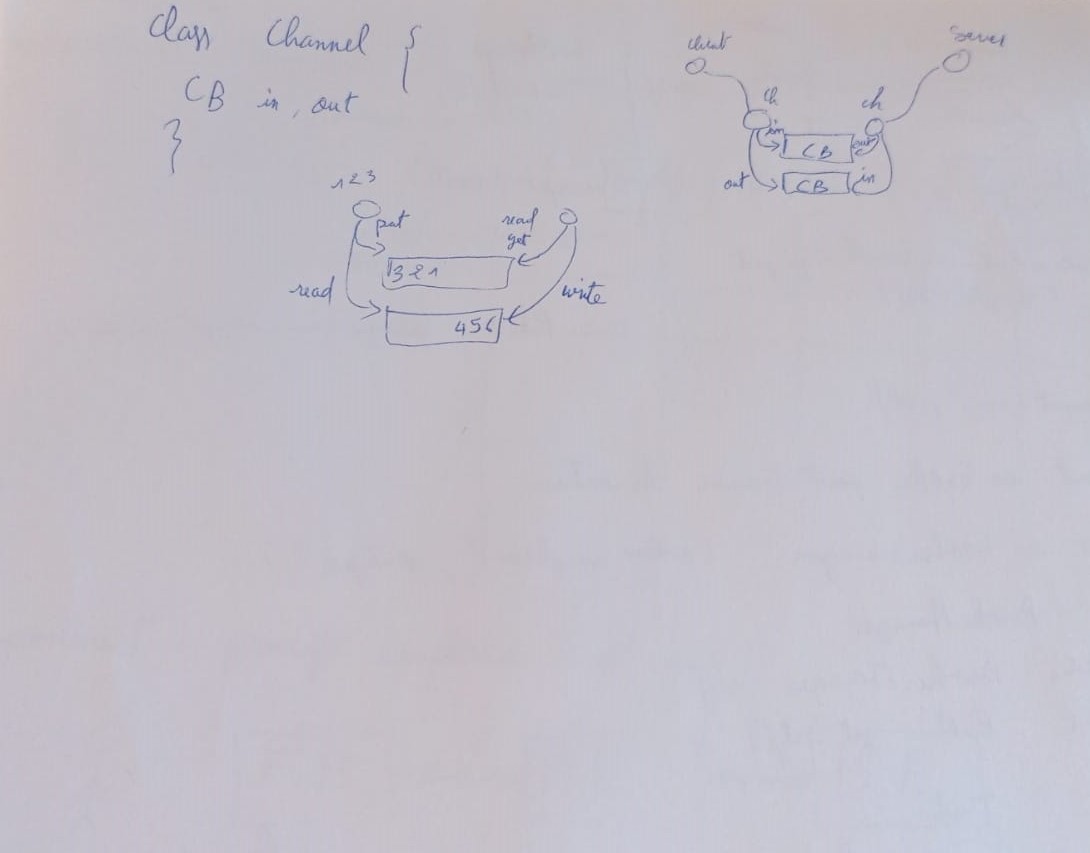 Class Channel {
CB in, out
}
client
Server
ch
ch
in
CB
out
out
CB
in
123
put
read
get
321
read
write
456